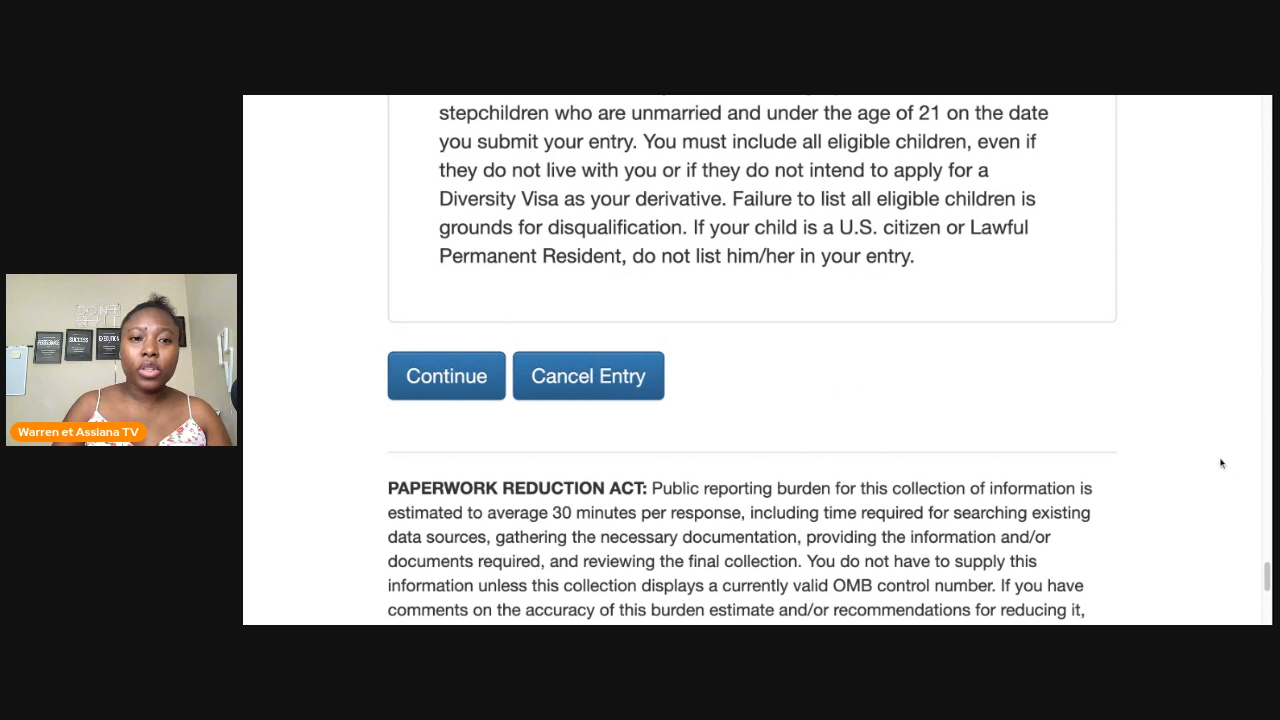 stepchildren who are unmarried and under the age of 21 on the date
you submit your entry. You must include all eligible children, even if
they do not live with you or if they do not intend to apply for a
Diversity Visa as your derivative. Failure to list all eligible children is
grounds for disqualification. If your child is a U.S. citizen or Lawful
Permanent Resident, do not list him/her in your entry.
Continue
Cancel Entry
SUCCESS
Warren et Assiana TV
PAPERWORK REDUCTION ACT: Public reporting burden for this collection of information is
estimated to average 30 minutes per response, including time required for searching existing
data sources, gathering the necessary documentation, providing the information and/or
documents required, and reviewing the final collection. You do not have to supply this
information unless this collection displays a currently valid OMB control number. If you have
comments on the accuracy of this burden estimate and/or recommendations for reducing it,